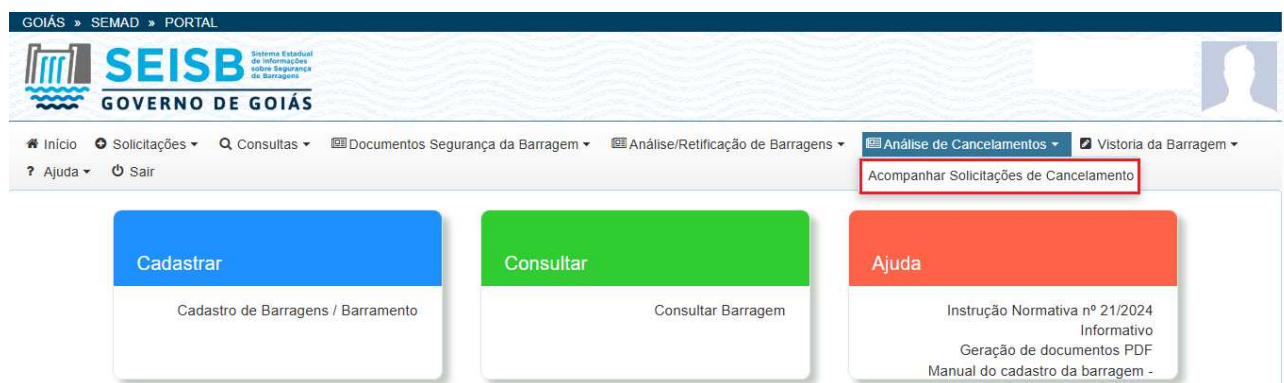 GOIÁS » SEMAD » PORTAL
SEISB
Sistema Estadual
de Informações
sobre Segurança
de Barragens
GOVERNO DE GOIÁS
Início Solicitações Consultas Documentos Segurança da Barragem Análise/Retificação de Barragens Análise de Cancelamentos Vistoria da Barragem
? Ajuda Sair
Acompanhar Solicitações de Cancelamento
Cadastrar
Cadastro de Barragens / Barramento
Consultar
Consultar Barragem
Ajuda
Instrução Normativa nº 21/2024
Informativo
Geração de documentos PDF
Manual do cadastro da barragem -